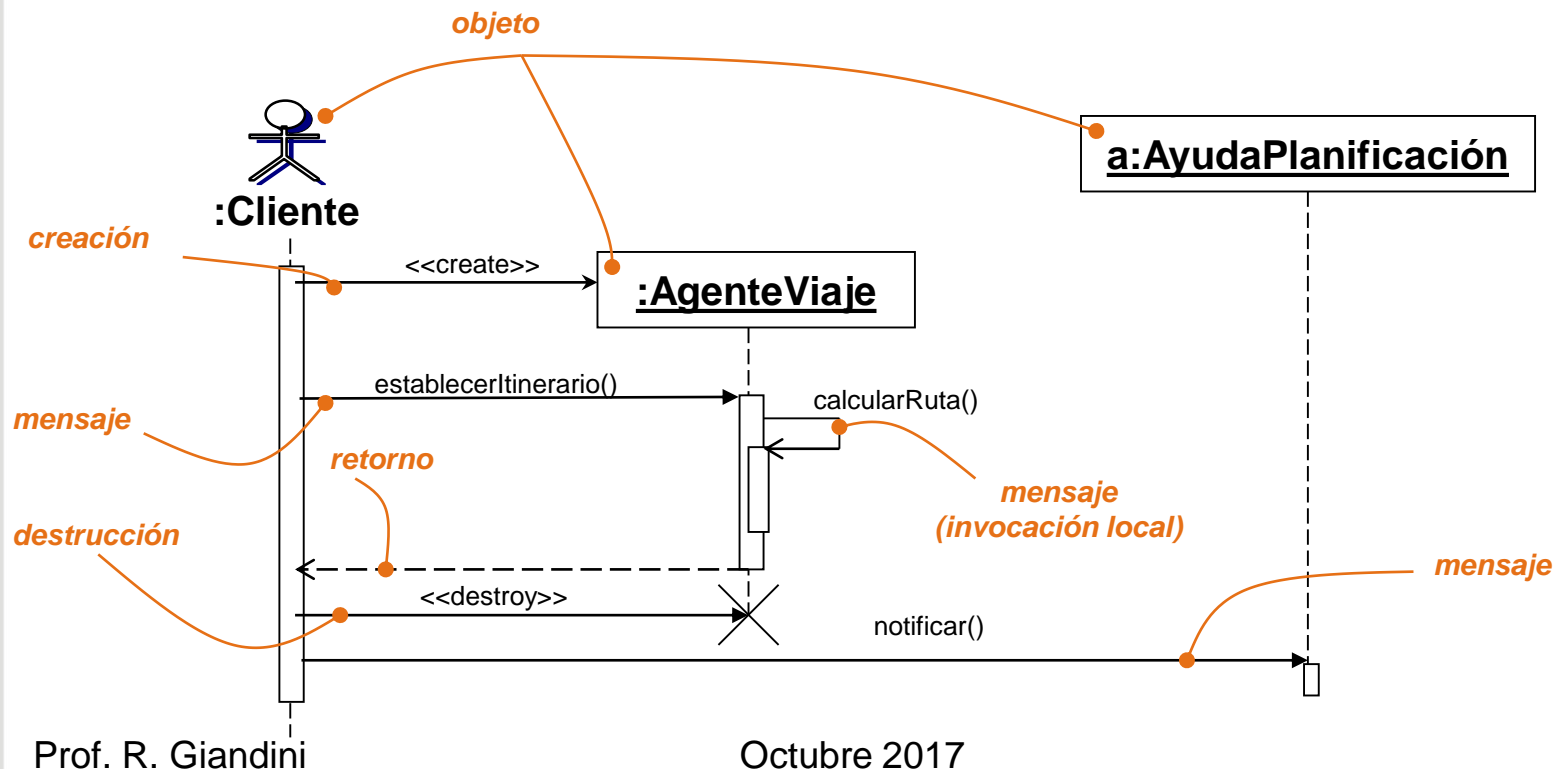 objeto
a:AyudaPlanificación
:Cliente
creación
<<create>>
:AgenteViaje
establecerItinerario()
calcularRuta()
mensaje
retorno
mensaje
(invocación local)
destrucción
mensaje
<<destroy>>
notificar()
Prof. R. Giandini
Octubre 2017